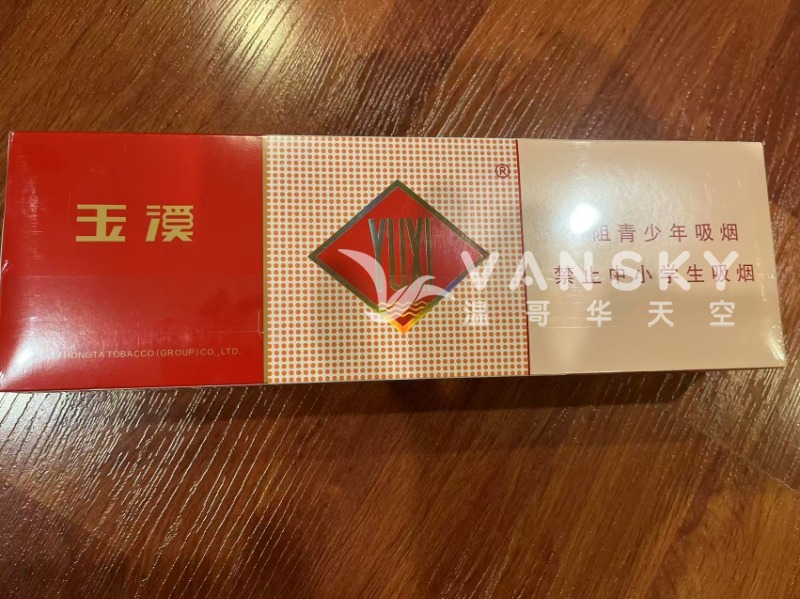 玉溪
HONGTA TOBACCO (GROUP) CO., LTD.
YUXI
®
阻青少年吸烟
禁止中小学生吸烟
VANSKY
温哥华天空